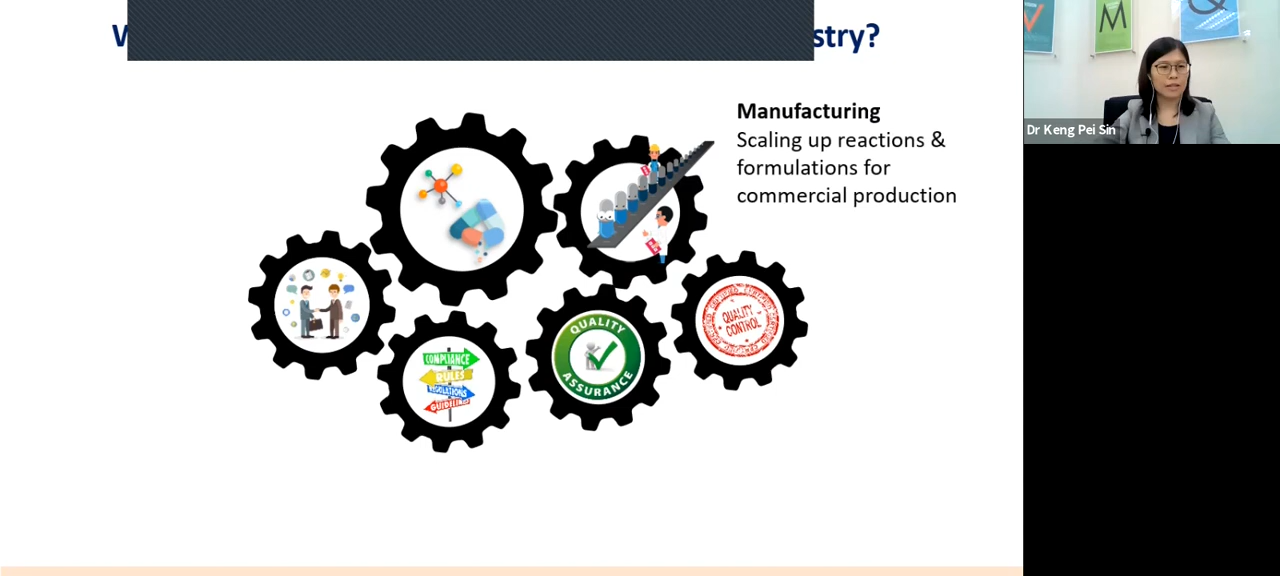 stry?
Manufacturing
Scaling up reactions &
formulations for
commercial production
COMPLIANCE
RULES
REGULATIONS
GUIDELINES
QUALITY
ASSURANCE
QUALITY
CONTROL
M
&
Dr Keng Pei Sin